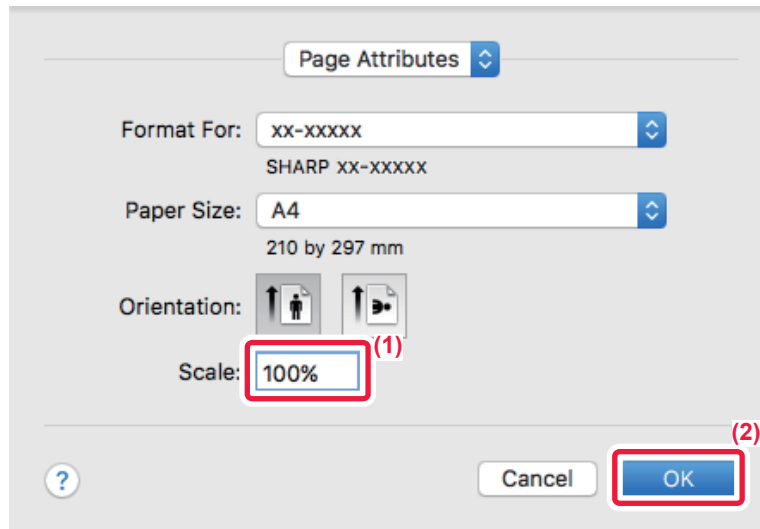 Page Attributes
Format For: xx-xxxxx
SHARP xx-xxxxx
Paper Size: A4
210 by 297 mm
Orientation:
(1)
Scale: 100%
(2)
? Cancel OK